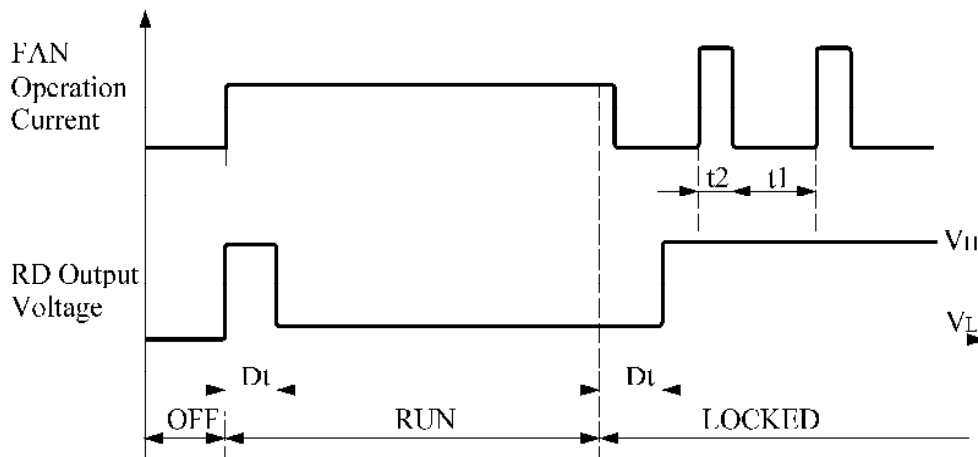 FAN
Operation
Current
t2
t1
VH
RD Output
Voltage
VL
Dt
Dt
OFF
RUN
LOCKED